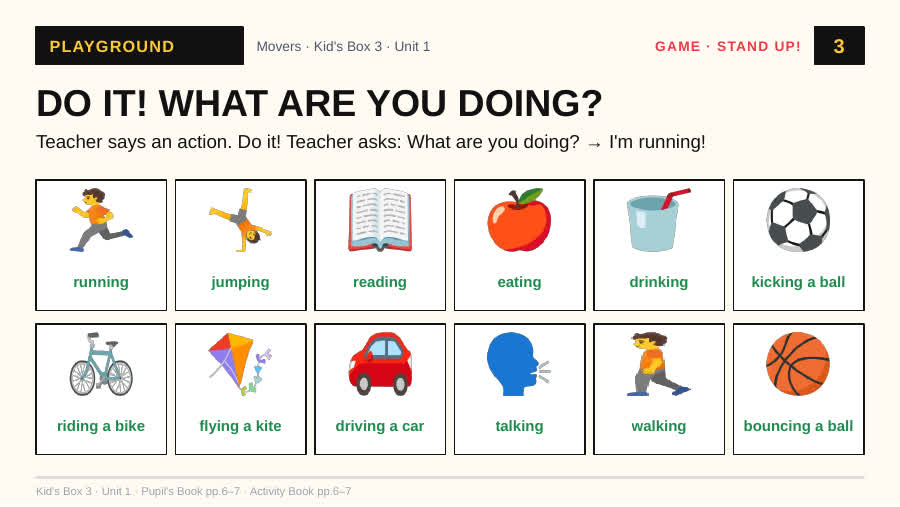 PLAYGROUND
Movers · Kid's Box 3 · Unit 1
GAME · STAND UP!
3
DO IT! WHAT ARE YOU DOING?
Teacher says an action. Do it! Teacher asks: What are you doing? → I'm running!
running
jumping
reading
eating
drinking
kicking a ball
riding a bike
flying a kite
driving a car
talking
walking
bouncing a ball
Kid's Box 3 · Unit 1 · Pupil's Book pp.6–7 · Activity Book pp.6–7